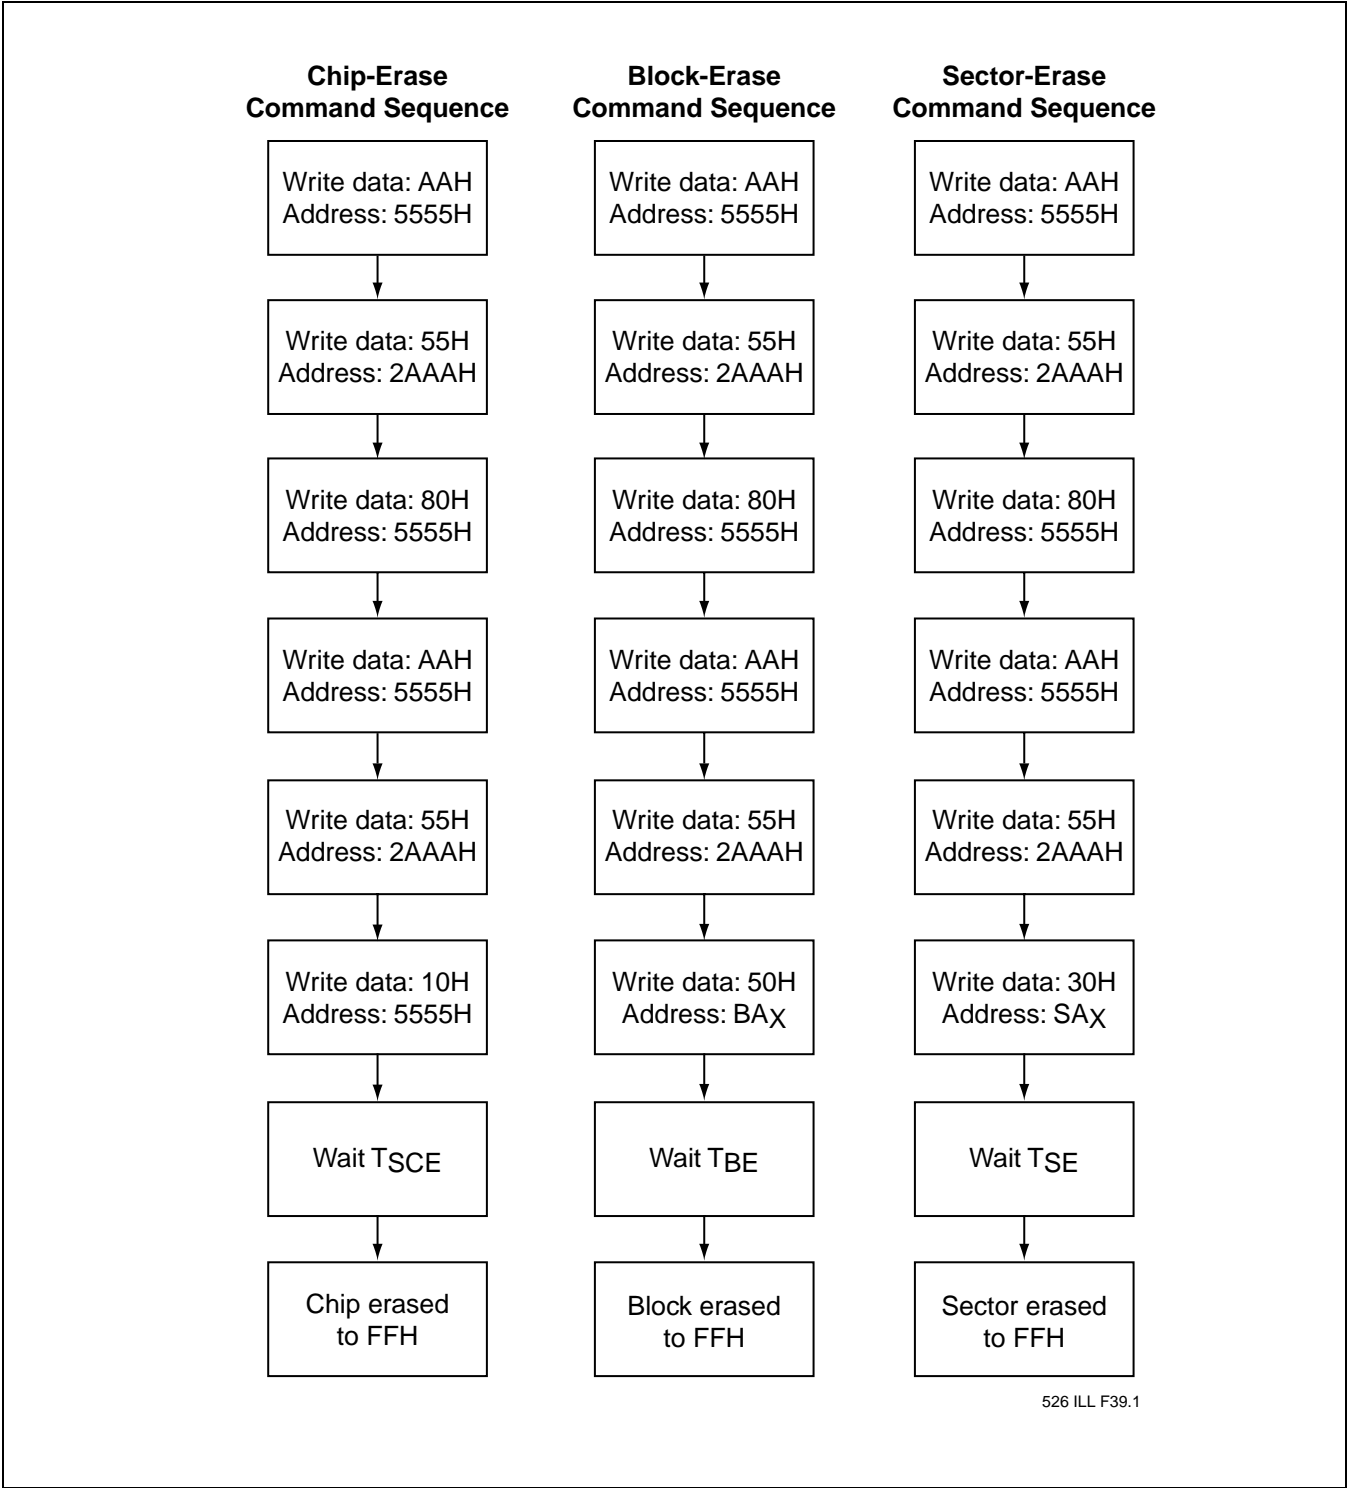 Chip-Erase
Command Sequence
Write data: AAH
Address: 5555H
Write data: 55H
Address: 2AAAH
Write data: 80H
Address: 5555H
Write data: AAH
Address: 5555H
Write data: 55H
Address: 2AAAH
Write data: 10H
Address: 5555H
Wait TSCE
Chip erased
to FFH
Block-Erase
Command Sequence
Write data: AAH
Address: 5555H
Write data: 55H
Address: 2AAAH
Write data: 80H
Address: 5555H
Write data: AAH
Address: 5555H
Write data: 55H
Address: 2AAAH
Write data: 50H
Address: BAX
Wait TBE
Block erased
to FFH
Sector-Erase
Command Sequence
Write data: AAH
Address: 5555H
Write data: 55H
Address: 2AAAH
Write data: 80H
Address: 5555H
Write data: AAH
Address: 5555H
Write data: 55H
Address: 2AAAH
Write data: 30H
Address: SAX
Wait TSE
Sector erased
to FFH
526 ILL F39.1